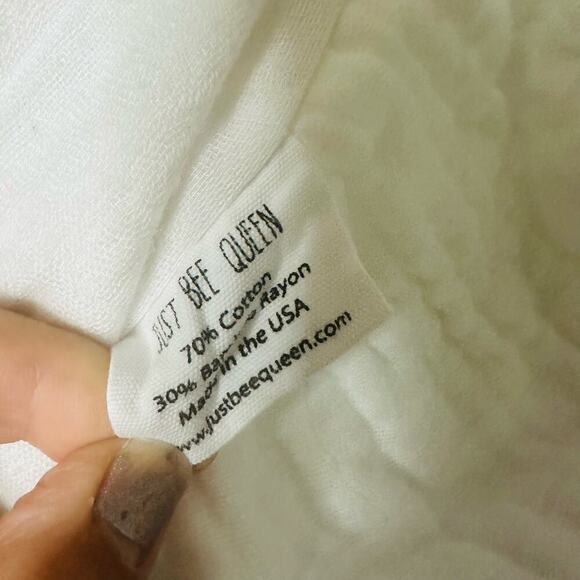 JUST BEE QUEEN
70% Cotton
30% Rayon
Made in the USA
www.justbeequeen.com